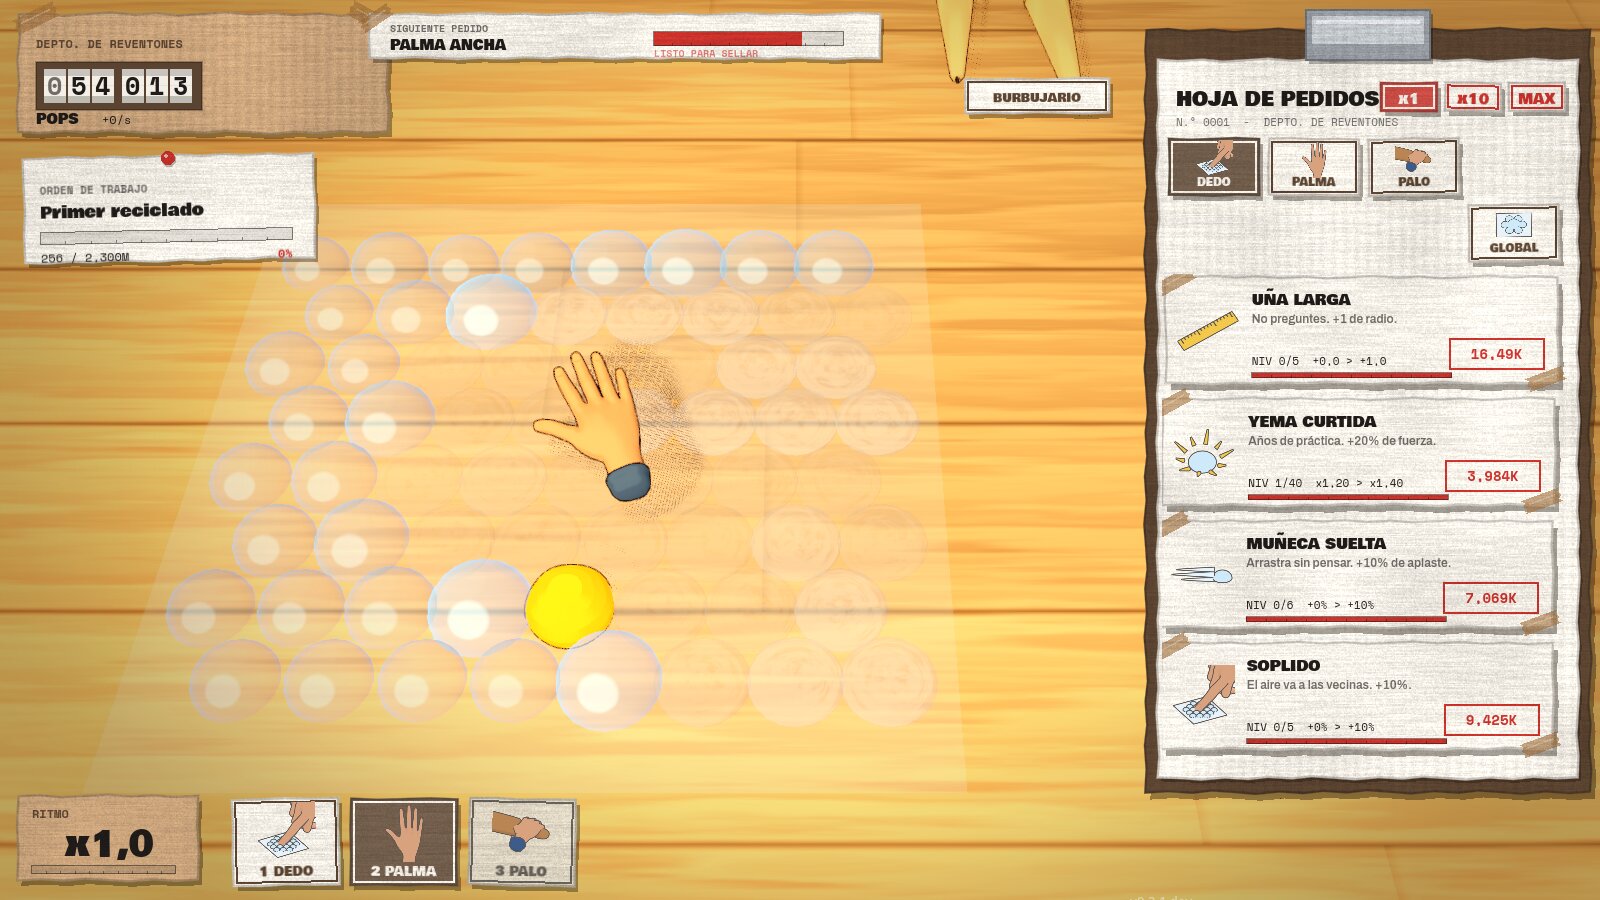 DEPTO. DE REVENTONES
054 013
POPS +0/s
SIGUIENTE PEDIDO
PALMA ANCHA
LISTO PARA SELLAR
BURBUJARIO
ORDEN DE TRABAJO
Primer reciclado
256 / 2,300M 0%
HOJA DE PEDIDOS x1 x10 MAX
N.° 0001 - DEPTO. DE REVENTONES
DEDO PALMA PALO
GLOBAL
UÑA LARGA
No preguntes. +1 de radio.
NIV 0/5 +0,0 > +1,0
16,49K
YEMA CURTIDA
Años de práctica. +20% de fuerza.
NIV 1/40 x1,20 > x1,40
3,984K
MUÑECA SUELTA
Arrastra sin pensar. +10% de aplaste.
NIV 0/6 +0% > +10%
7,069K
SOPLIDO
El aire va a las vecinas. +10%.
NIV 0/5 +0% > +10%
9,425K
RITMO
x1,0
1 DEDO 2 PALMA 3 PALO